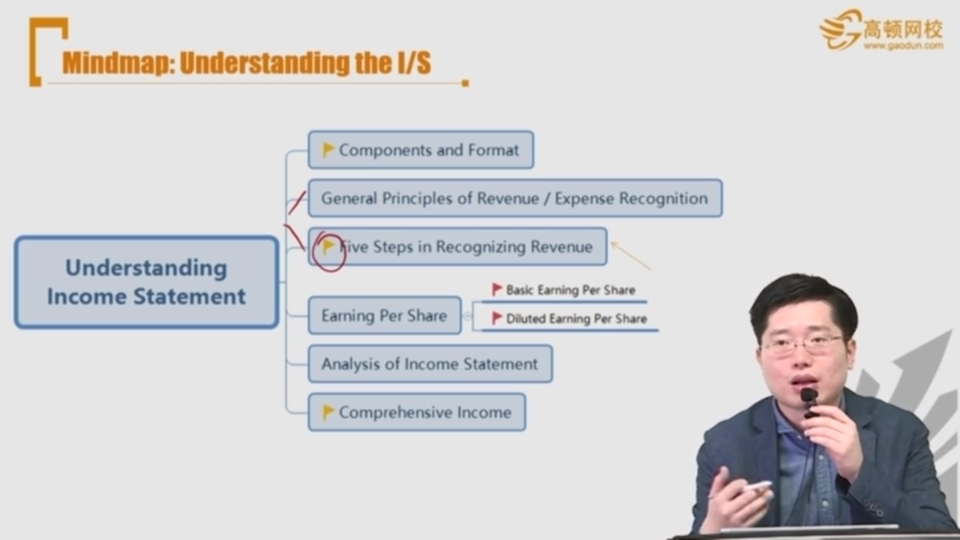 高顿网校
www.gaodun.com
Mindmap: Understanding the I/S
Components and Format
General Principles of Revenue / Expense Recognition
Five Steps in Recognizing Revenue
Understanding
Income Statement
Basic Earning Per Share
Earning Per Share
Diluted Earning Per Share
Analysis of Income Statement
Comprehensive Income